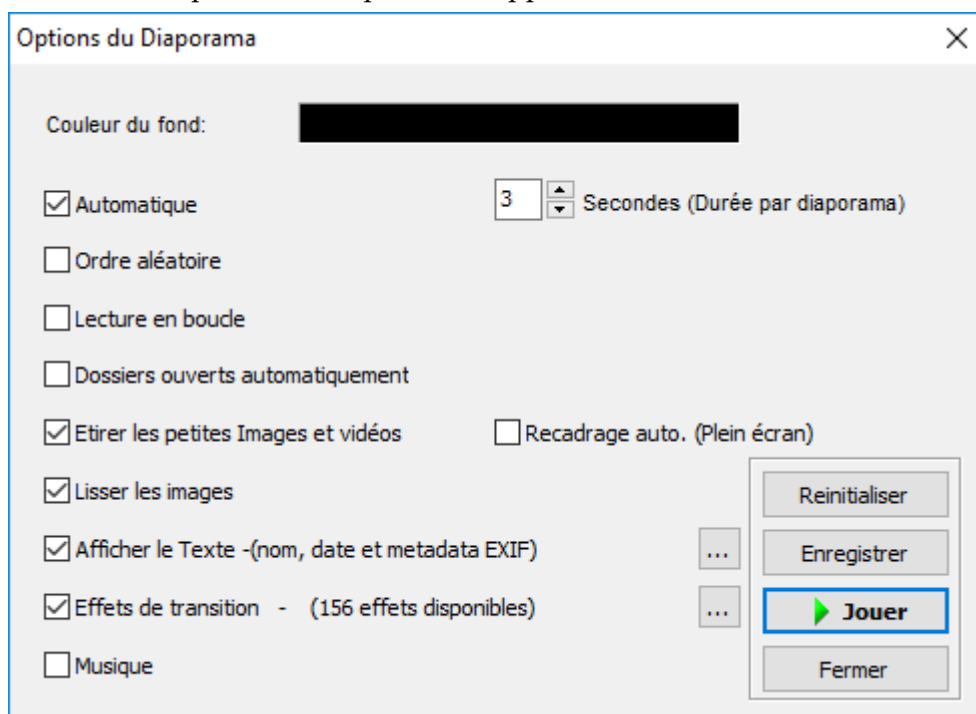 Options du Diaporama
Couleur du fond:
Automatique 3 Secondes (Durée par diaporama)
Ordre aléatoire
Lecture en boucle
Dossiers ouverts automatiquement
Etirer les petites Images et vidéos Recadrage auto. (Plein écran)
Lisser les images Reinitialiser
Afficher le Texte -(nom, date et metadata EXIF) ... Enregistrer
Effets de transition - (156 effets disponibles) ... Jouer
Musique Fermer